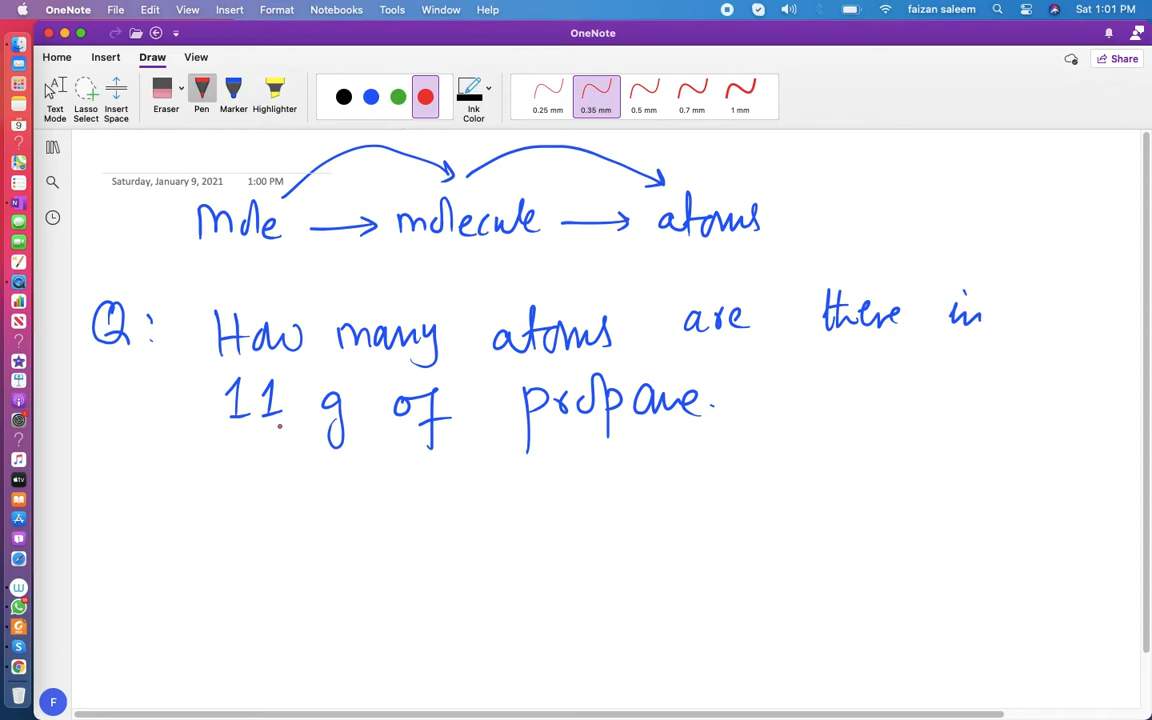 OneNote File Edit View Insert Format Notebooks Tools Window Help faizan saleem Sat 1:01 PM
OneNote
Home Insert Draw View Share
Text Mode Lasso Select Insert Space Eraser Pen Marker Highlighter Ink Color 0.25 mm 0.35 mm 0.5 mm 0.7 mm 1 mm
Saturday, January 9, 2021 1:00 PM
Mole → molecule → atoms
Q: How many atoms are there in
11 g of propane.
F